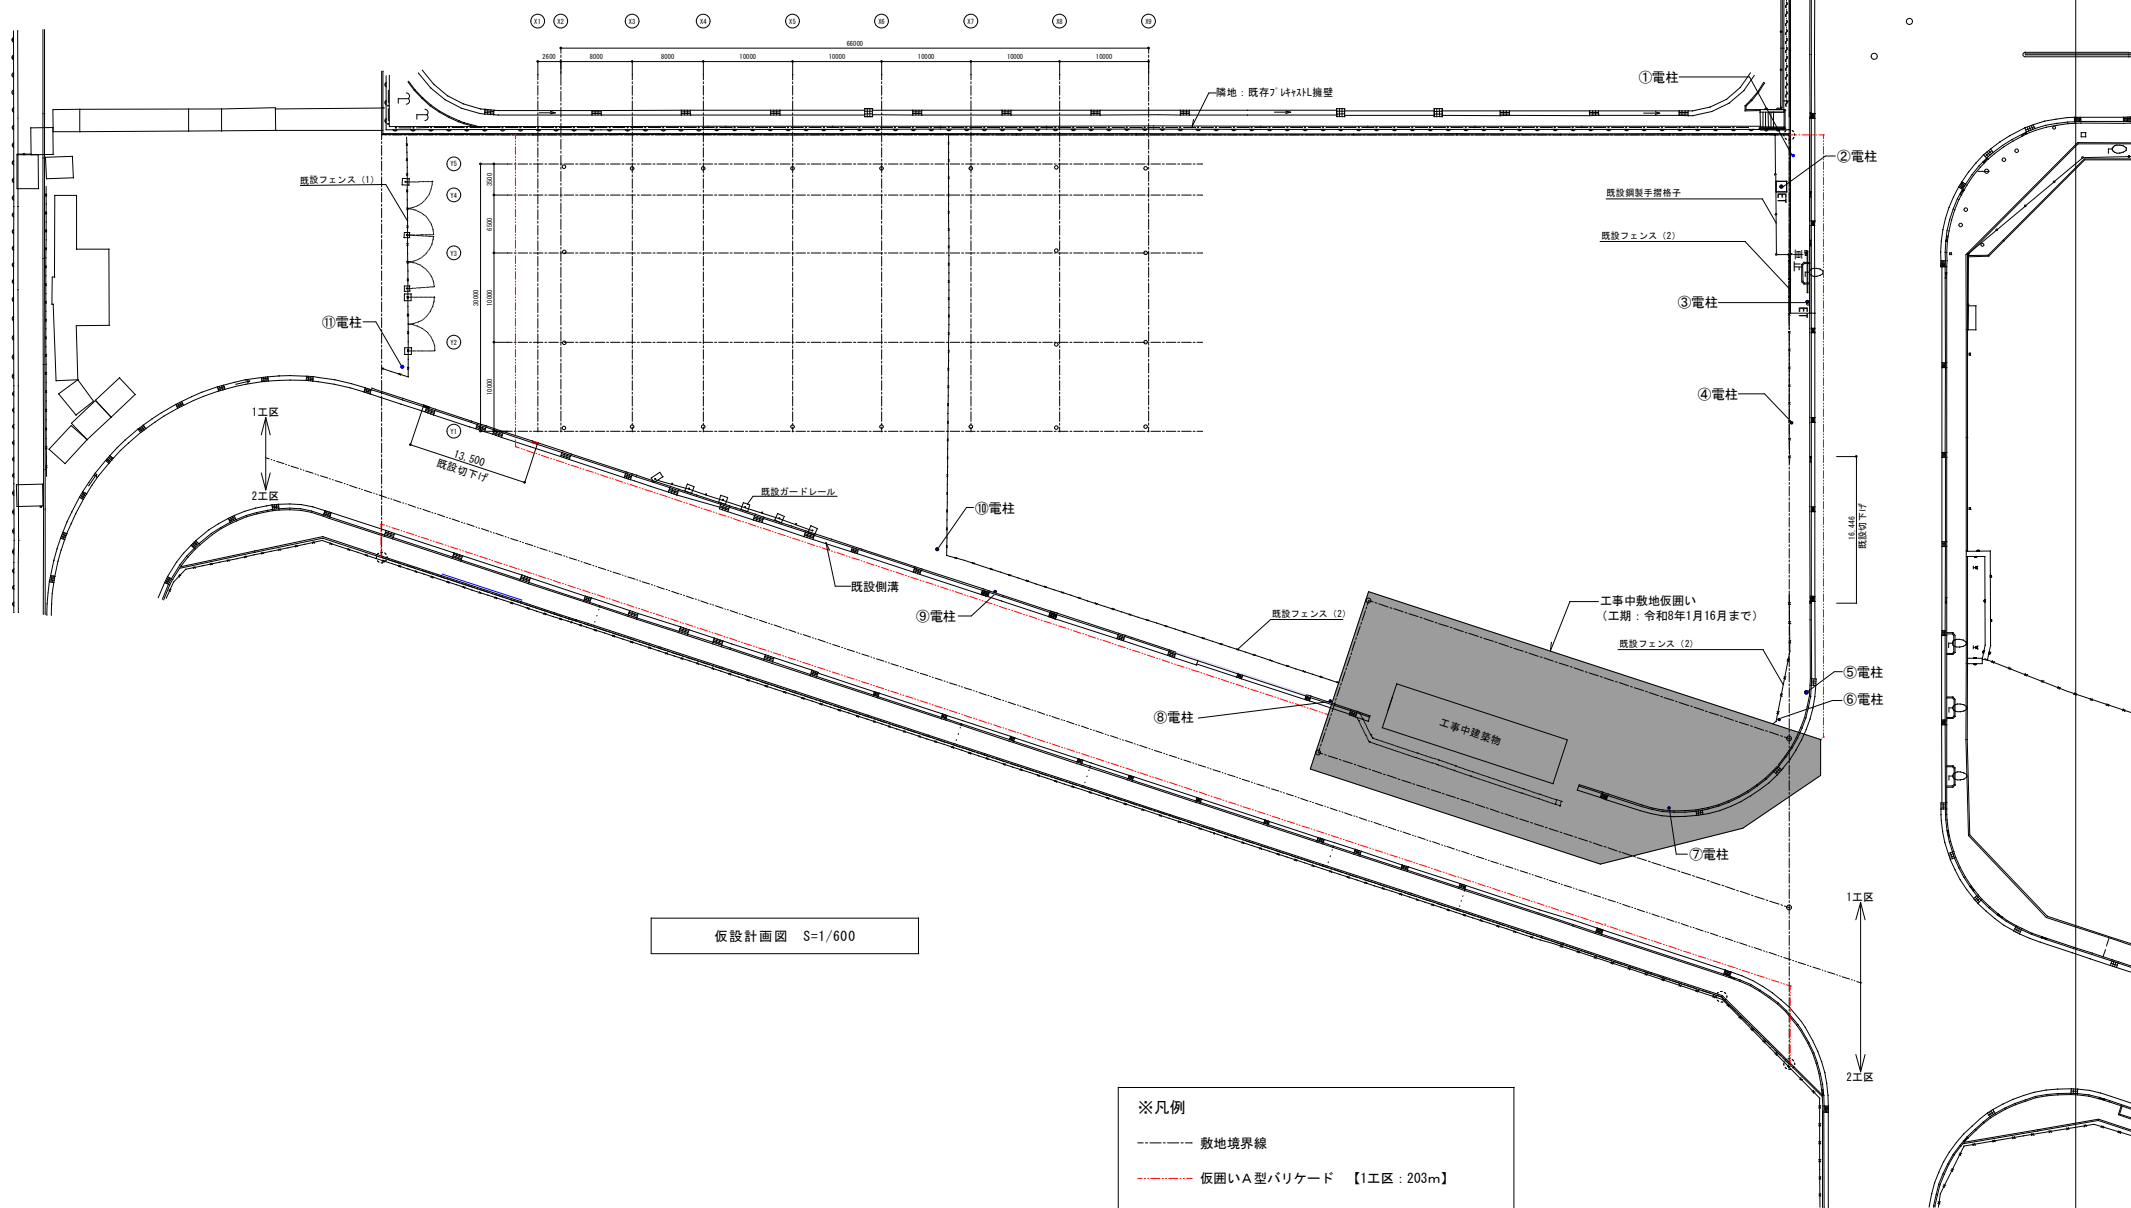 X1 X2 X3 X4 X5 X6 X7 X8 X9
66000
2600 8000 8000 10000 10000 10000 10000 10000
①電柱
隣地：既存プレキャストL擁壁
②電柱
Y5
3500
既設フェンス（1）
Y4
既設鋼製手摺格子
ET
6500
既設フェンス（2）
Y3
車止
30000
10000
③電柱
ET
⑪電柱
Y2
10000
④電柱
1工区
Y1
13,500
既設切下げ
2工区
既設ガードレール
⑩電柱
16,446
既設切下げ
既設側溝
⑨電柱
既設フェンス（2）
工事中敷地仮囲い
（工期：令和8年1月16月まで）
既設フェンス（2）
⑤電柱
⑥電柱
⑧電柱
工事中建築物
⑦電柱
1工区
仮設計画図　S=1/600
2工区
※凡例
敷地境界線
仮囲いＡ型バリケード　【1工区：203ｍ】